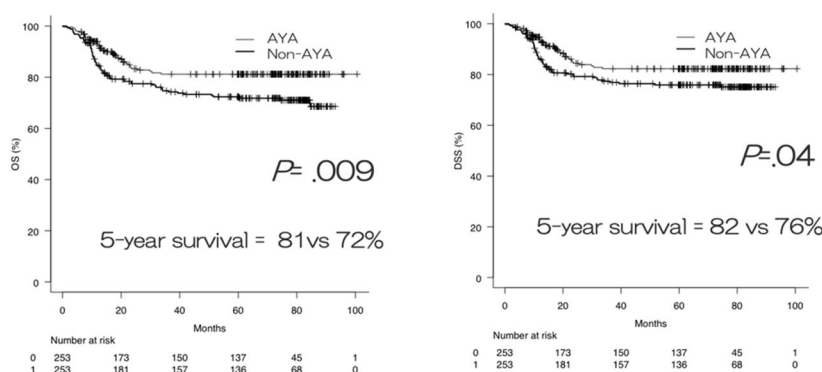 100
80
60
40
20
0
OS (%)
AYA
Non-AYA
P= .009
5-year survival = 81 vs 72%
0 20 40 60 80 100
Months
Number at risk
0 253 173 150 137 45 1
1 253 181 157 136 68 0
100
80
60
40
20
0
DSS (%)
AYA
Non-AYA
P=.04
5-year survival = 82 vs 76%
0 20 40 60 80 100
Months
Number at risk
0 253 173 150 137 45 1
1 253 181 157 136 68 0